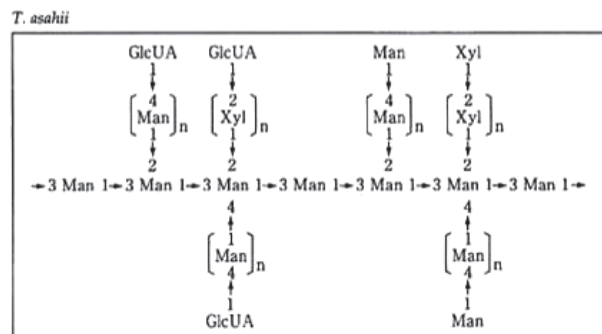 T. asahii
GlcUA GlcUA Man Xyl
1 1 1 1
4 2 4 2
[Man]n [Xyl]n [Man]n [Xyl]n
1 1 1 1
2 2 2 2
→3 Man 1→3 Man 1→3 Man 1→3 Man 1→3 Man 1→3 Man 1→3 Man 1→
4 4
1 1
[Man]n [Man]n
4 4
1 1
GlcUA Man